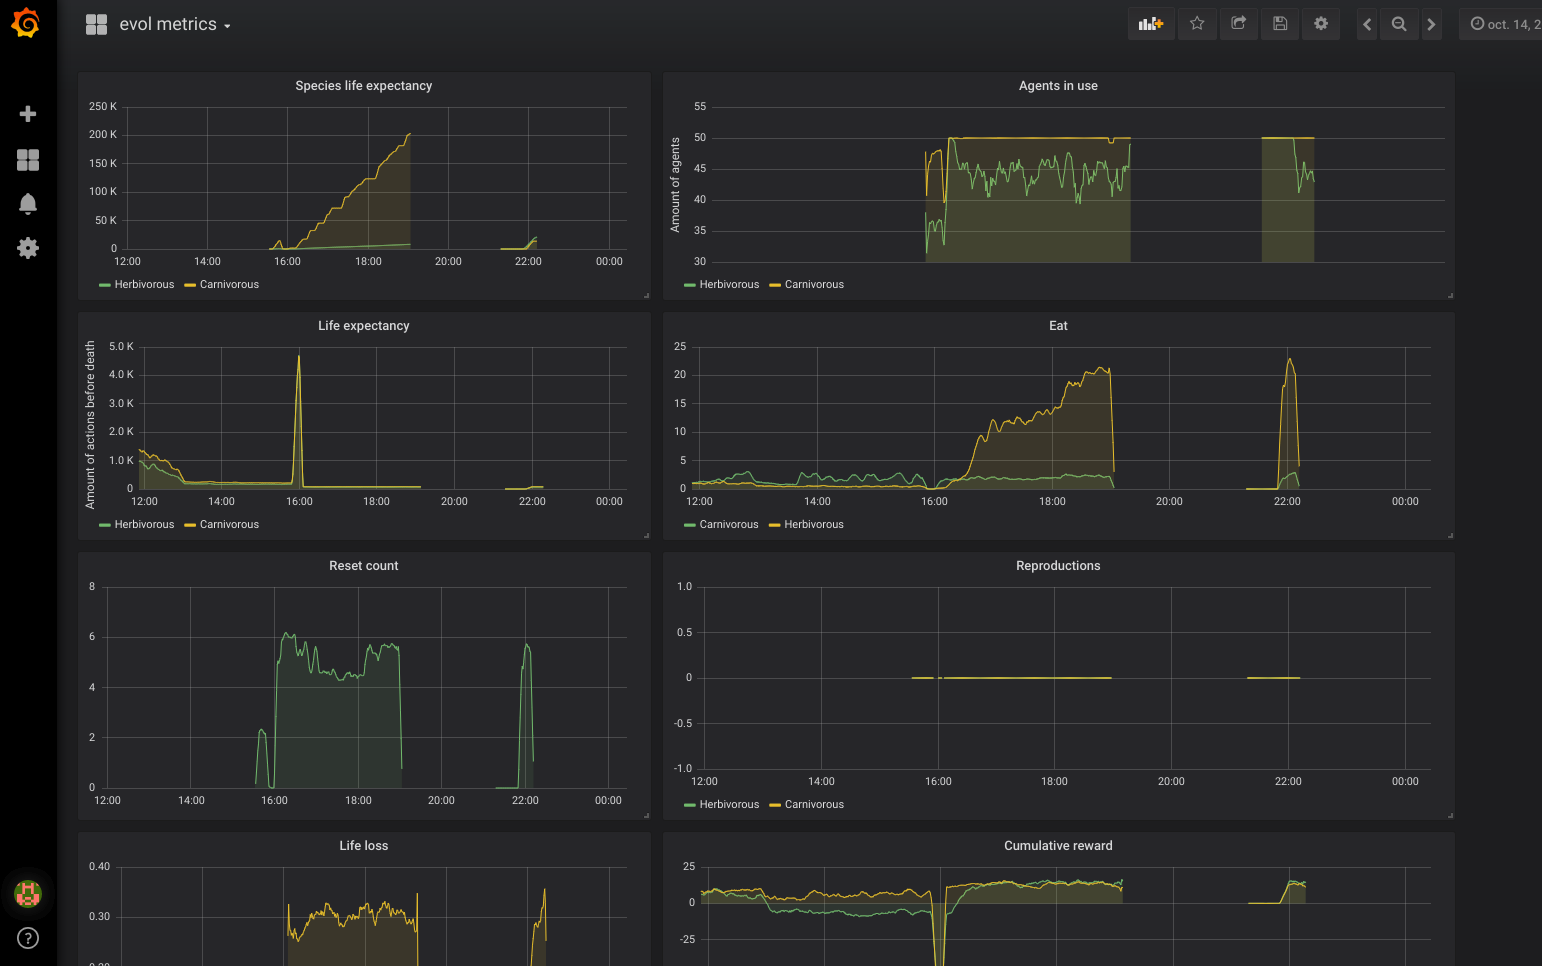 evol metrics
oct. 14, 2
Species life expectancy
250 K
200 K
150 K
100 K
50 K
0
12:00 14:00 16:00 18:00 20:00 22:00 00:00
Herbivorous Carnivorous
Agents in use
Amount of agents
55
50
45
40
35
30
Herbivorous Carnivorous
Life expectancy
Amount of actions before death
5.0 K
4.0 K
3.0 K
2.0 K
1.0 K
0
12:00 14:00 16:00 18:00 20:00 22:00 00:00
Herbivorous Carnivorous
Eat
25
20
15
10
5
0
12:00 14:00 16:00 18:00 20:00 22:00 00:00
Carnivorous Herbivorous
Reset count
8
6
4
2
0
12:00 14:00 16:00 18:00 20:00 22:00 00:00
Reproductions
1.0
0.5
0
-0.5
-1.0
12:00 14:00 16:00 18:00 20:00 22:00 00:00
Herbivorous Carnivorous
Life loss
0.40
0.30
Cumulative reward
25
0
-25